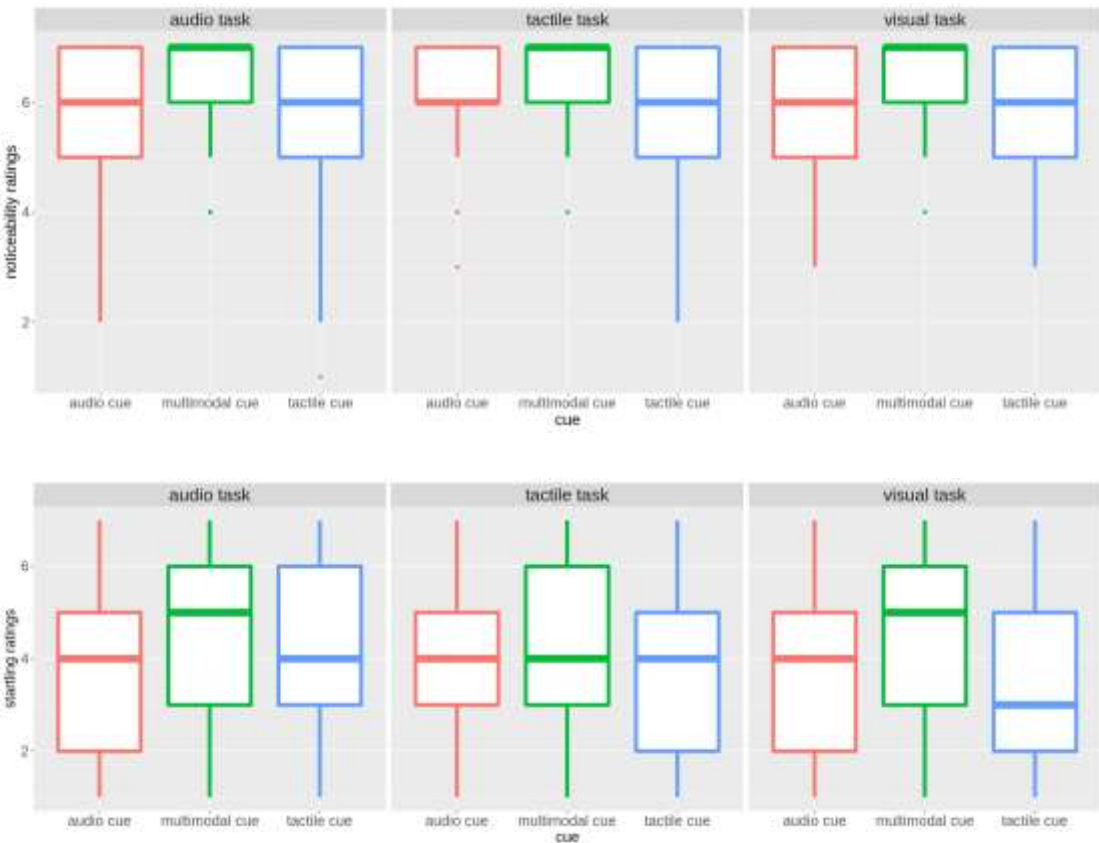 audio task tactile task visual task
noticeability ratings
6
4
2
audio cue multimodal cue tactile cue audio cue multimodal cue tactile cue audio cue multimodal cue tactile cue
cue
audio task tactile task visual task
startling ratings
6
4
2
audio cue multimodal cue tactile cue audio cue multimodal cue tactile cue audio cue multimodal cue tactile cue
cue